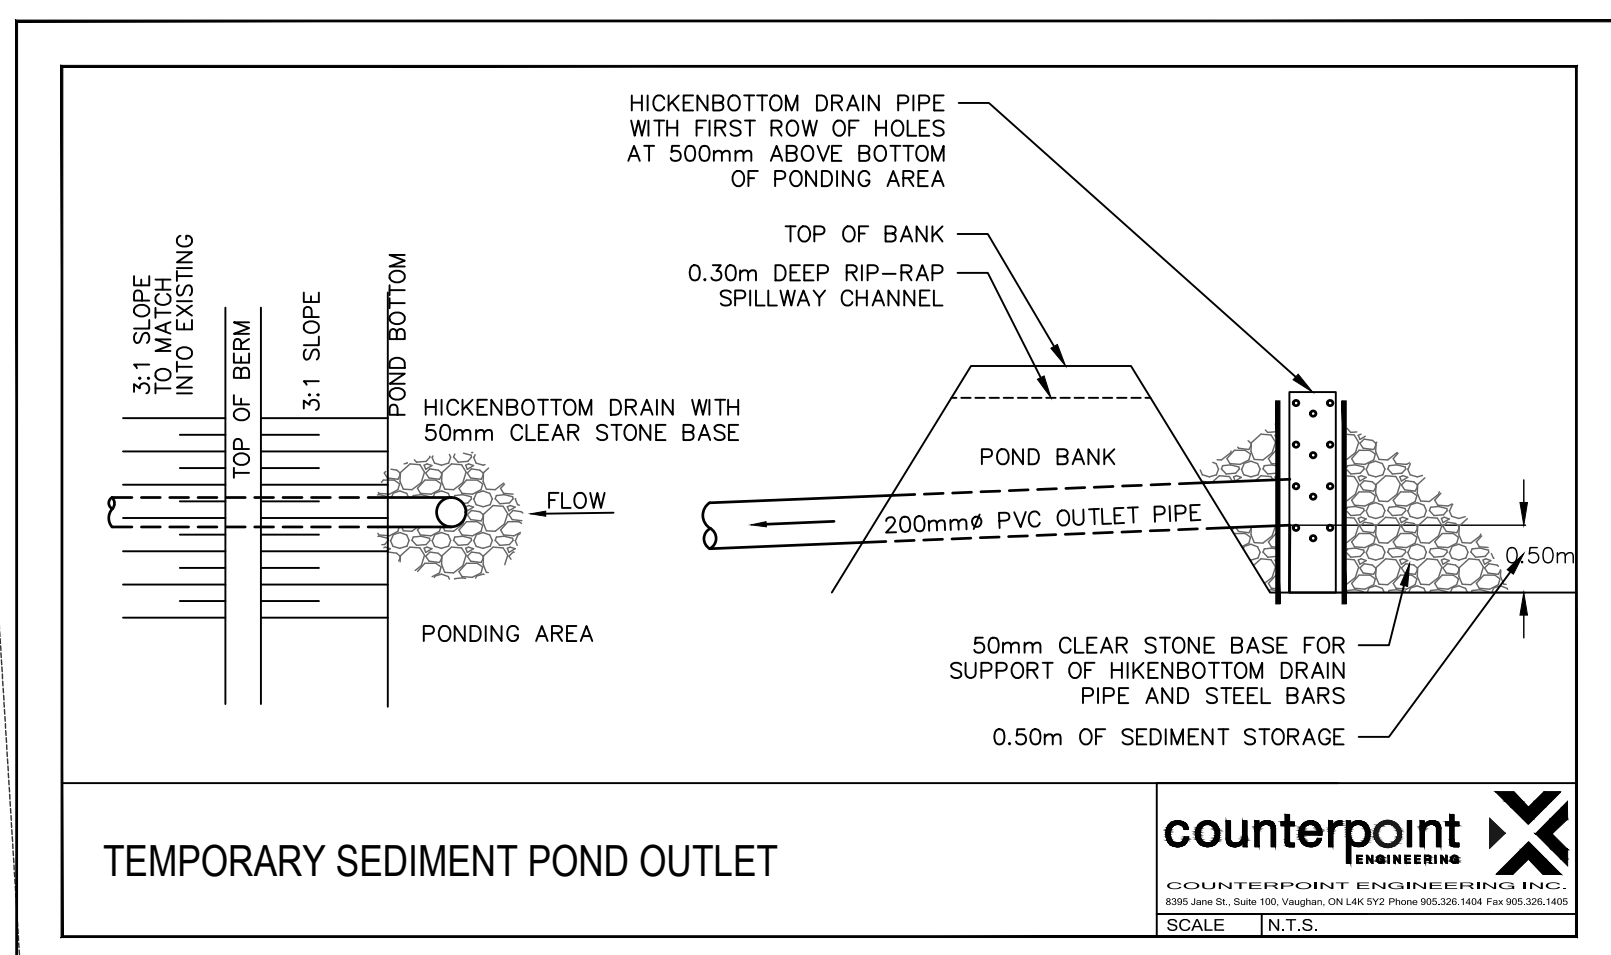 HICKENBOTTOM DRAIN PIPE
WITH FIRST ROW OF HOLES
AT 500mm ABOVE BOTTOM
OF PONDING AREA
TOP OF BANK
0.30m DEEP RIP-RAP
SPILLWAY CHANNEL
3:1 SLOPE
TO MATCH
INTO EXISTING
TOP OF BERM
3:1 SLOPE
POND BOTTOM
HICKENBOTTOM DRAIN WITH
50mm CLEAR STONE BASE
FLOW
PONDING AREA
POND BANK
200mmø PVC OUTLET PIPE
0.50m
50mm CLEAR STONE BASE FOR
SUPPORT OF HIKENBOTTOM DRAIN
PIPE AND STEEL BARS
0.50m OF SEDIMENT STORAGE
TEMPORARY SEDIMENT POND OUTLET
counterpoint
ENGINEERING
COUNTERPOINT ENGINEERING INC.
8395 Jane St., Suite 100, Vaughan, ON L4K 5Y2 Phone 905.326.1404 Fax 905.326.1405
SCALE N.T.S.